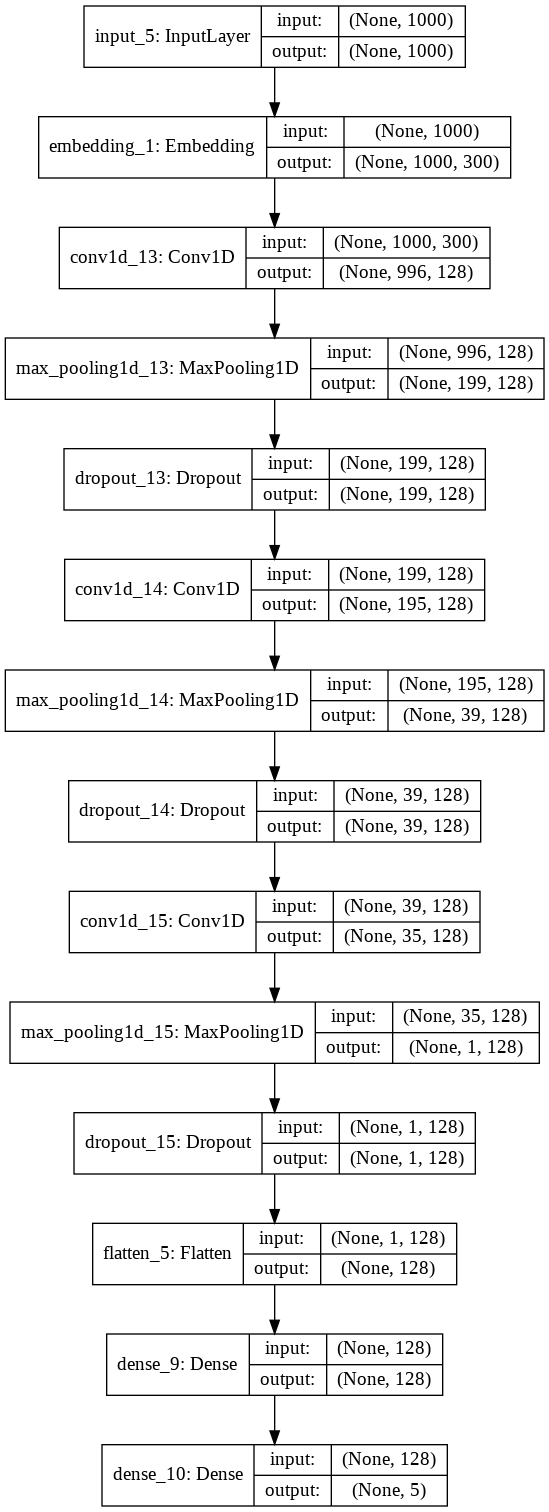 input_5: InputLayer
input: (None, 1000)
output: (None, 1000)
embedding_1: Embedding
input: (None, 1000)
output: (None, 1000, 300)
conv1d_13: Conv1D
input: (None, 1000, 300)
output: (None, 996, 128)
max_pooling1d_13: MaxPooling1D
input: (None, 996, 128)
output: (None, 199, 128)
dropout_13: Dropout
input: (None, 199, 128)
output: (None, 199, 128)
conv1d_14: Conv1D
input: (None, 199, 128)
output: (None, 195, 128)
max_pooling1d_14: MaxPooling1D
input: (None, 195, 128)
output: (None, 39, 128)
dropout_14: Dropout
input: (None, 39, 128)
output: (None, 39, 128)
conv1d_15: Conv1D
input: (None, 39, 128)
output: (None, 35, 128)
max_pooling1d_15: MaxPooling1D
input: (None, 35, 128)
output: (None, 1, 128)
dropout_15: Dropout
input: (None, 1, 128)
output: (None, 1, 128)
flatten_5: Flatten
input: (None, 1, 128)
output: (None, 128)
dense_9: Dense
input: (None, 128)
output: (None, 128)
dense_10: Dense
input: (None, 128)
output: (None, 5)